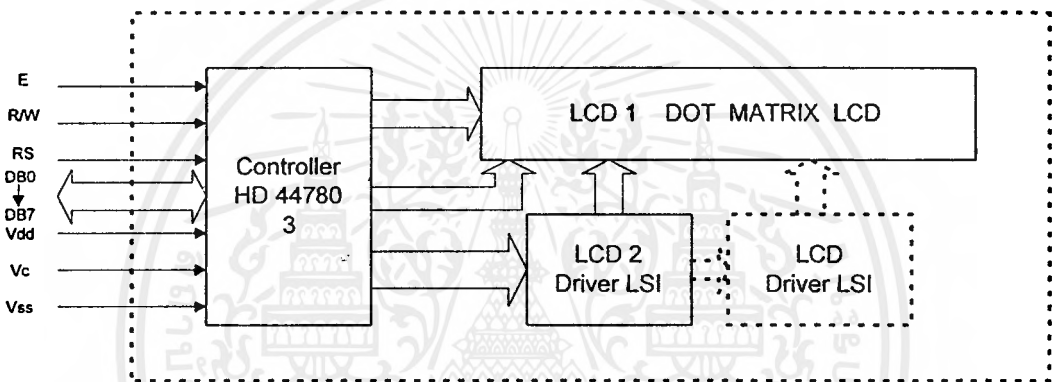 E
R/W
RS
DB0
DB7
Vdd
Vc
Vss
Controller
HD 44780
3
LCD 1 DOT MATRIX LCD
LCD 2
Driver LSI
LCD
Driver LSI